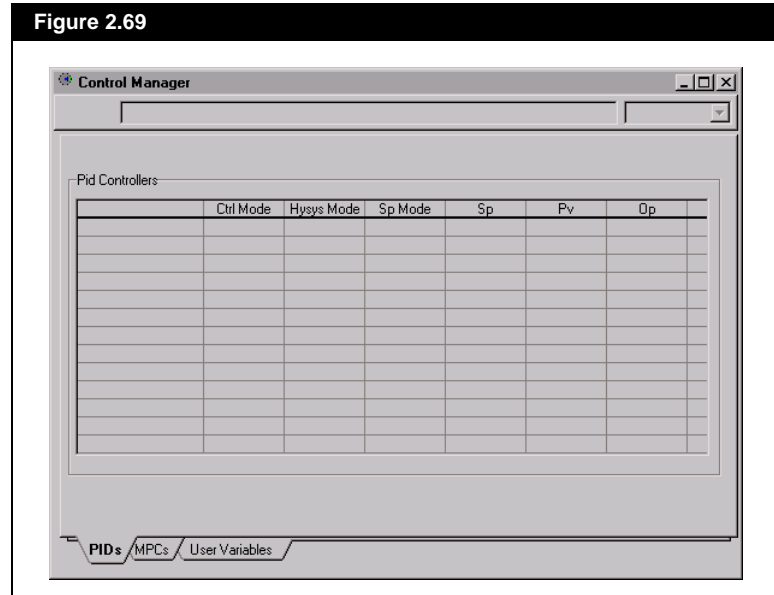 Figure 2.69
Control Manager
Pid Controllers
Ctrl Mode Hysys Mode Sp Mode Sp Pv Op
PIDs MPCs User Variables